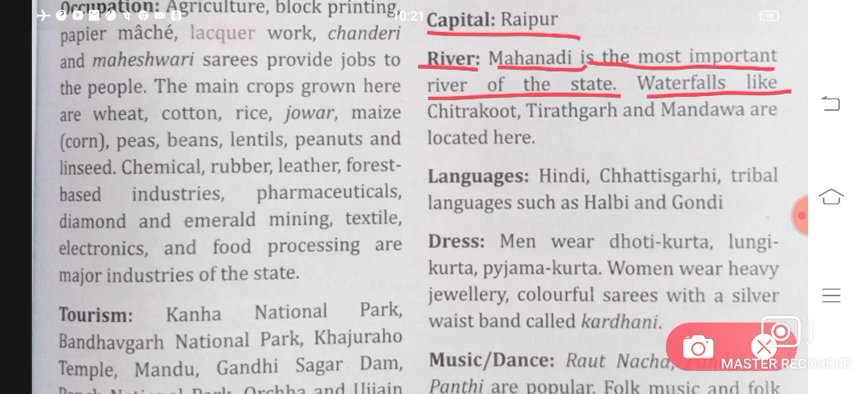 10:21
Occupation: Agriculture, block printing,
papier mâché, lacquer work, chanderi
and maheshwari sarees provide jobs to
the people. The main crops grown here
are wheat, cotton, rice, jowar, maize
(corn), peas, beans, lentils, peanuts and
linseed. Chemical, rubber, leather, forest-
based industries, pharmaceuticals,
diamond and emerald mining, textile,
electronics, and food processing are
major industries of the state.
Tourism: Kanha National Park,
Bandhavgarh National Park, Khajuraho
Temple, Mandu, Gandhi Sagar Dam,
National Park, Orchha and Ujjain
Capital: Raipur
River: Mahanadi is the most important
river of the state. Waterfalls like
Chitrakoot, Tirathgarh and Mandawa are
located here.
Languages: Hindi, Chhattisgarhi, tribal
languages such as Halbi and Gondi
Dress: Men wear dhoti-kurta, lungi-
kurta, pyjama-kurta. Women wear heavy
jewellery, colourful sarees with a silver
waist band called kardhani.
Music/Dance: Raut Nacha,
Panthi are popular. Folk music and folk
MASTER RECORDER